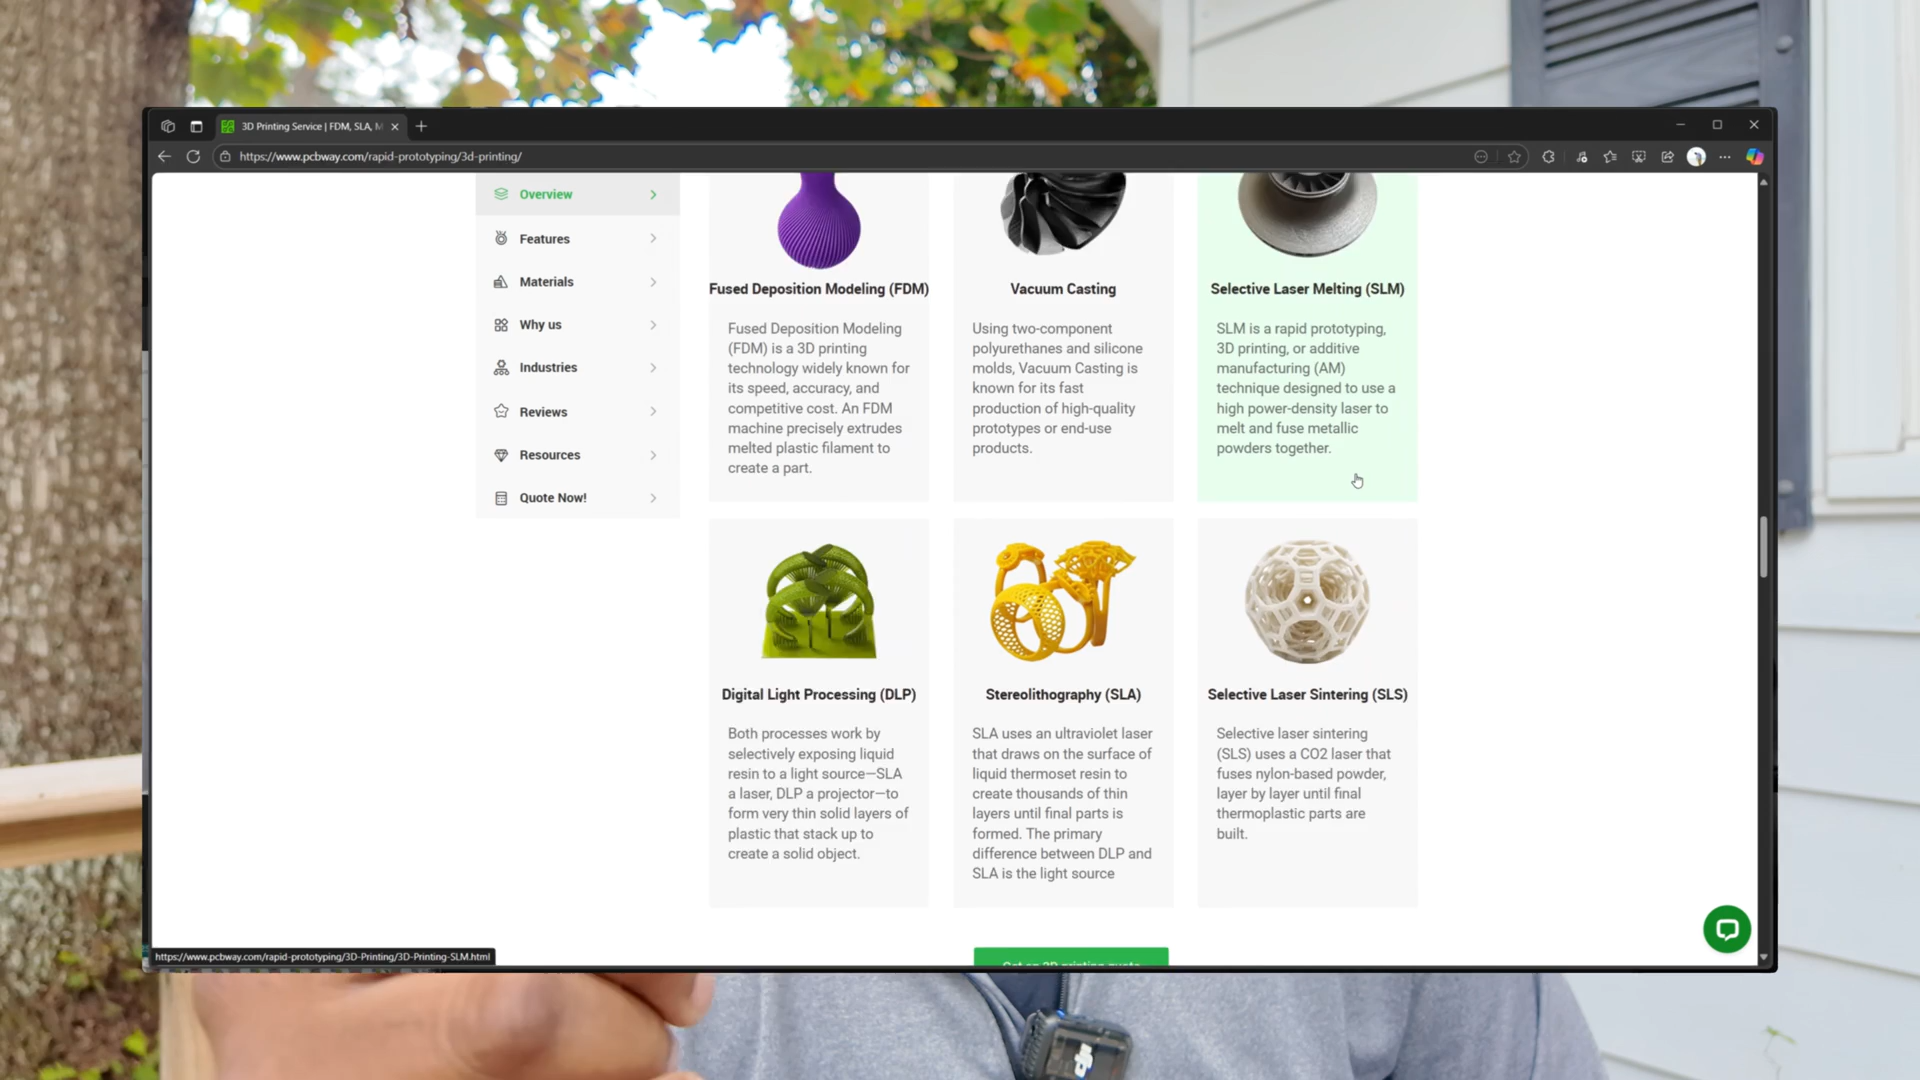 3D Printing Service | FDM, SLA, M
https://www.pcbway.com/rapid-prototyping/3d-printing/
Overview
Features
Materials
Why us
Industries
Reviews
Resources
Quote Now!
Fused Deposition Modeling (FDM)
Fused Deposition Modeling
(FDM) is a 3D printing
technology widely known for
its speed, accuracy, and
competitive cost. An FDM
machine precisely extrudes
melted plastic filament to
create a part.
Vacuum Casting
Using two-component
polyurethanes and silicone
molds, Vacuum Casting is
known for its fast
production of high-quality
prototypes or end-use
products.
Selective Laser Melting (SLM)
SLM is a rapid prototyping,
3D printing, or additive
manufacturing (AM)
technique designed to use a
high power-density laser to
melt and fuse metallic
powders together.
Digital Light Processing (DLP)
Both processes work by
selectively exposing liquid
resin to a light source—SLA
a laser, DLP a projector—to
form very thin solid layers of
plastic that stack up to
create a solid object.
Stereolithography (SLA)
SLA uses an ultraviolet laser
that draws on the surface of
liquid thermoset resin to
create thousands of thin
layers until final parts is
formed. The primary
difference between DLP and
SLA is the light source
Selective Laser Sintering (SLS)
Selective laser sintering
(SLS) uses a CO2 laser that
fuses nylon-based powder,
layer by layer until final
thermoplastic parts are
built.
Get an 3D printing quote
https://www.pcbway.com/rapid-prototyping/3D-Printing/3D-Printing-SLM.html
dji